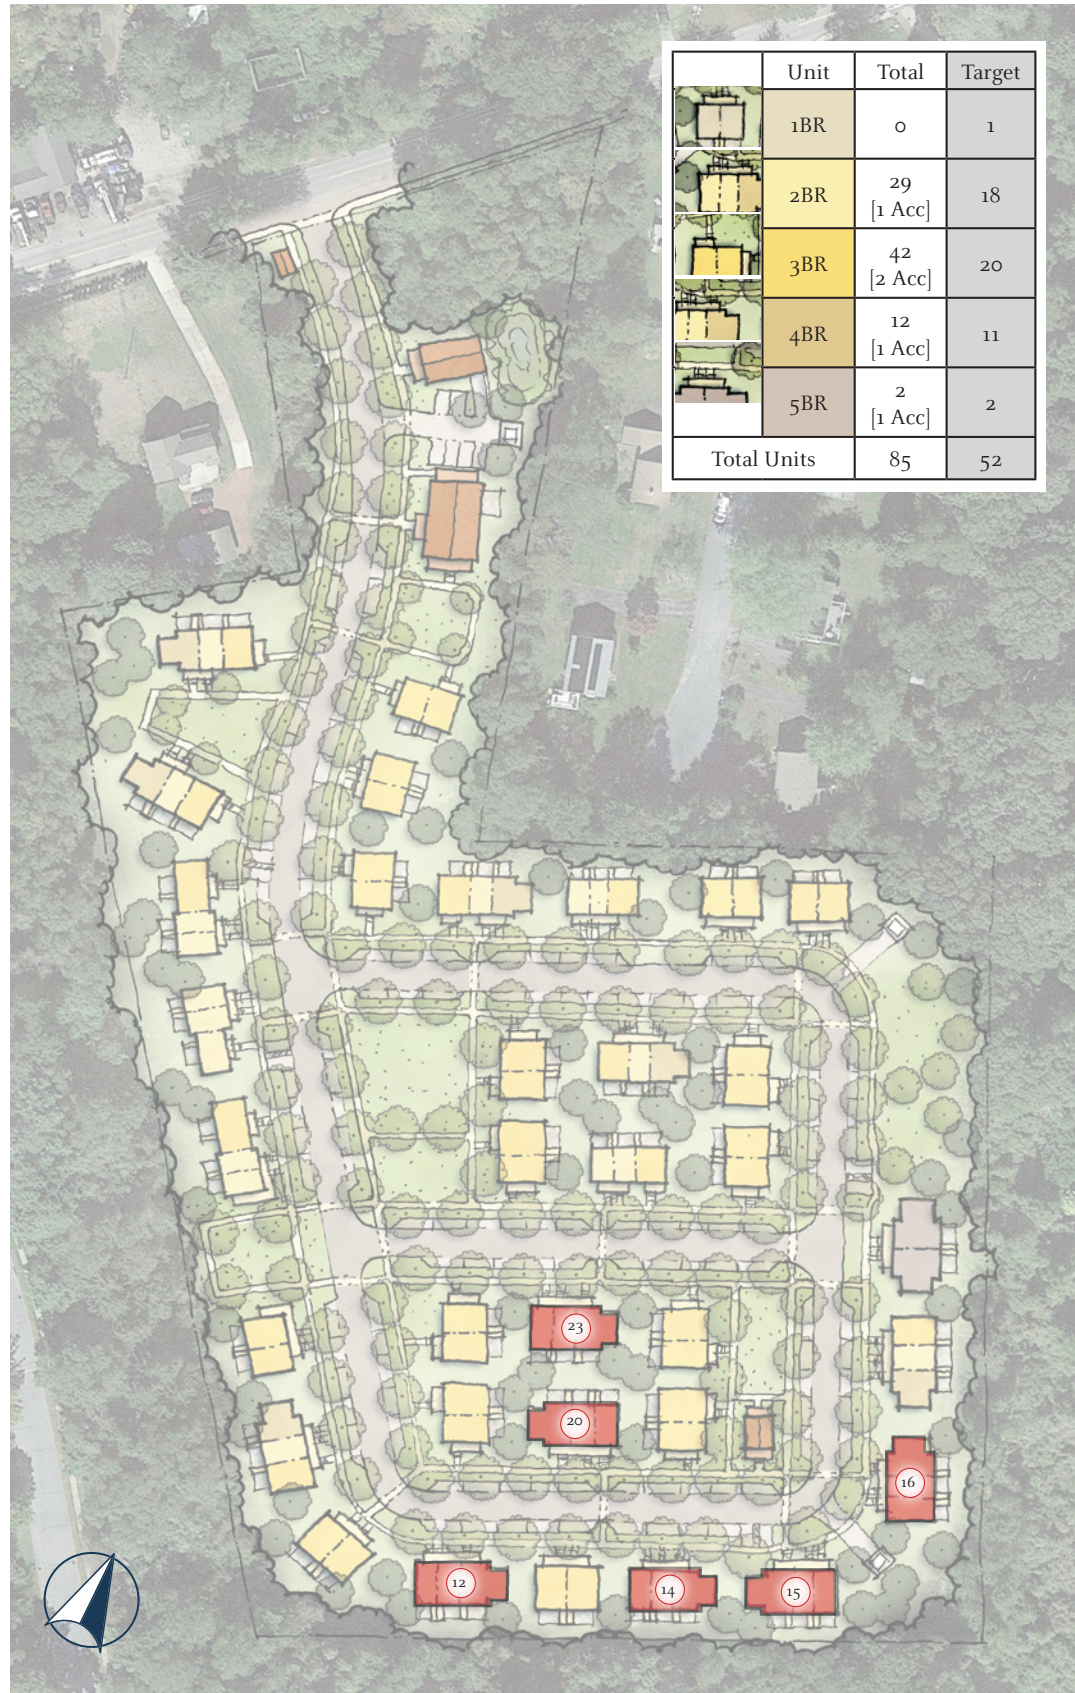 Unit Total Target
1BR 0 1
2BR 29 [1 Acc] 18
3BR 42 [2 Acc] 20
4BR 12 [1 Acc] 11
5BR 2 [1 Acc] 2
Total Units 85 52
23
20
16
12
14
15